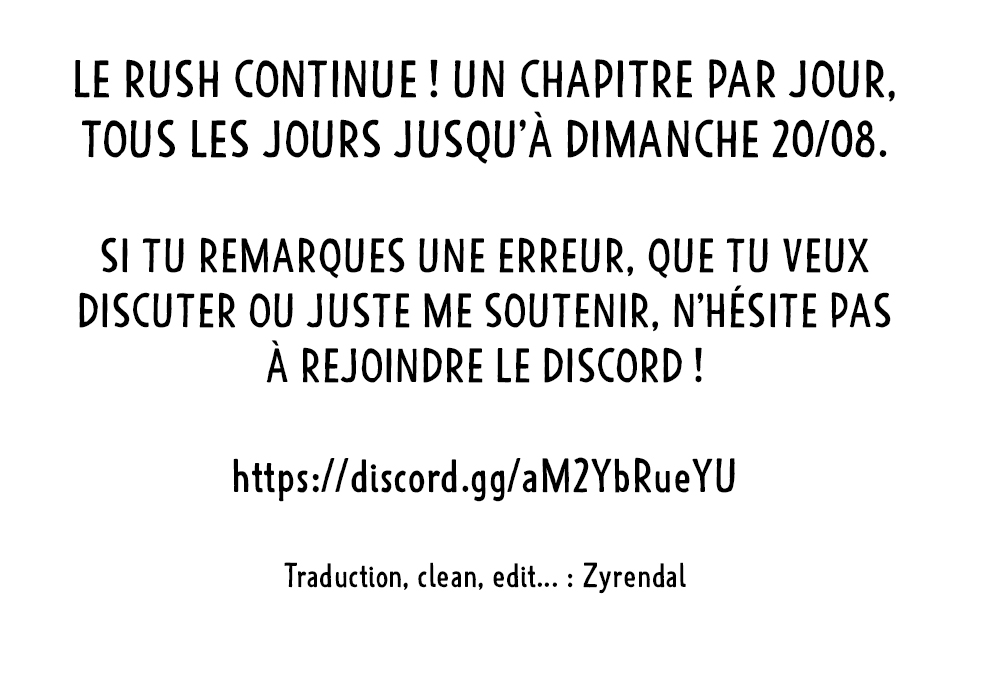 LE RUSH CONTINUE ! UN CHAPITRE PAR JOUR,
TOUS LES JOURS JUSQU'À DIMANCHE 20/08.
SI TU REMARQUES UNE ERREUR, QUE TU VEUX
DISCUTER OU JUSTE ME SOUTENIR, N'HÉSITE PAS
À REJOINDRE LE DISCORD !
https://discord.gg/aM2YbRueYU
Traduction, clean, edit... : Zyrendal